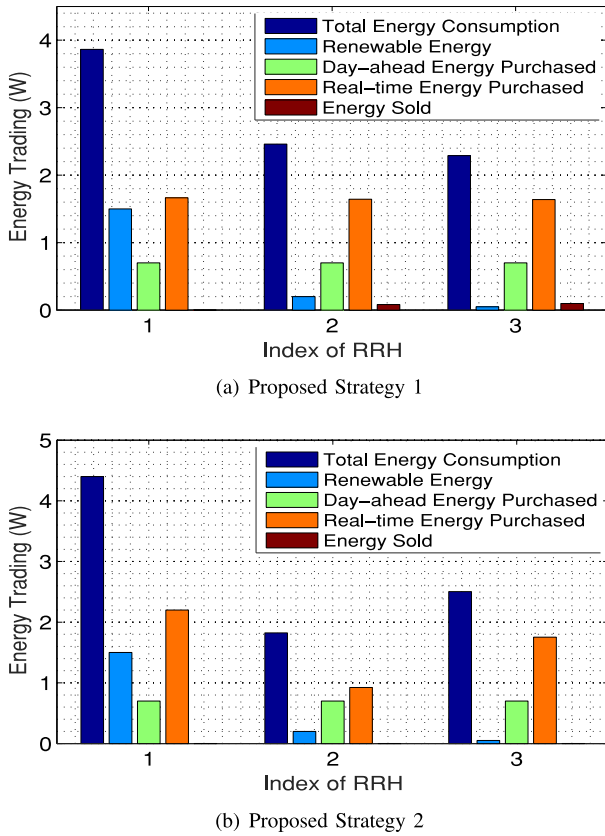 Energy Trading (W)
4
3
2
1
0
Total Energy Consumption
Renewable Energy
Day-ahead Energy Purchased
Real-time Energy Purchased
Energy Sold
1 2 3
Index of RRH
(a) Proposed Strategy 1
Energy Trading (W)
5
4
3
2
1
0
Total Energy Consumption
Renewable Energy
Day-ahead Energy Purchased
Real-time Energy Purchased
Energy Sold
1 2 3
Index of RRH
(b) Proposed Strategy 2